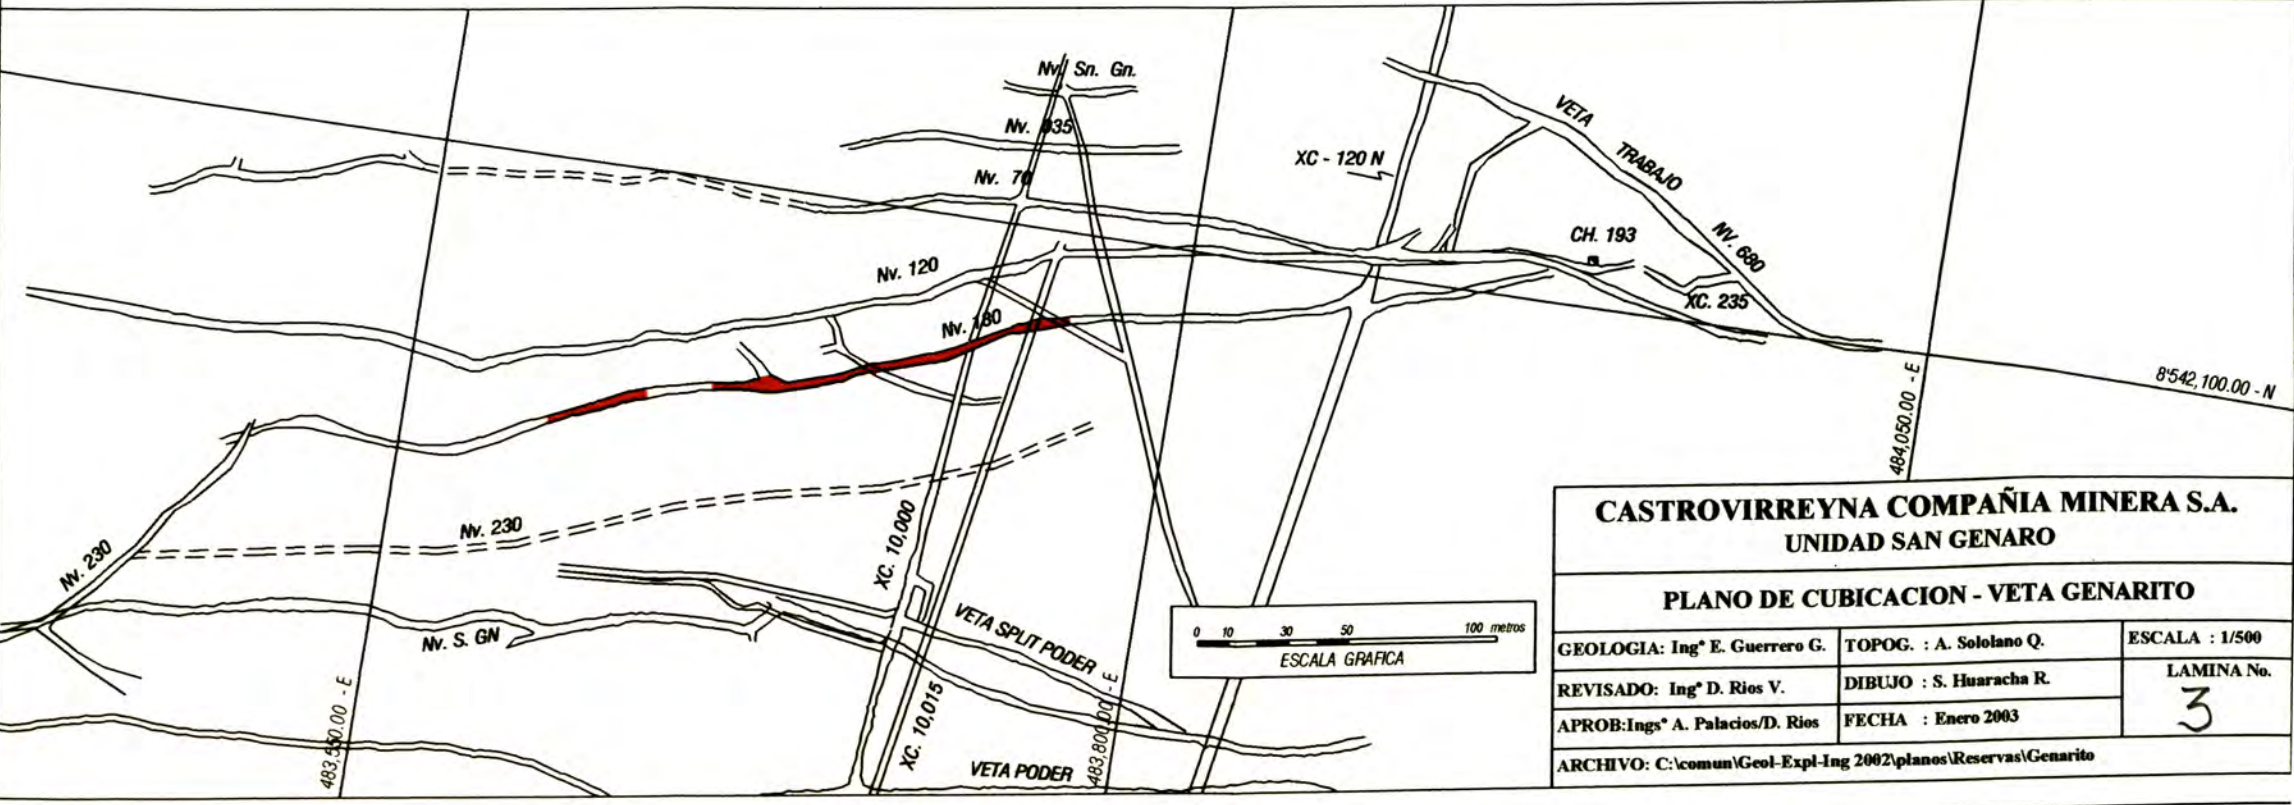 Nv. Sn. Gn.
Nv. 035
XC - 120 N
Nv. 70
VETA TRABAJO NV. 680
CH. 193
XC. 235
Nv. 120
Nv. 180
8'542,100.00 - N
484,050.00 - E
Nv. 230
Nv. 230
XC. 10,000
Nv. S. GN
VETA SPLIT PODER
XC. 10,015
VETA PODER
483,550.00 - E
483,800.00 - E
0 10 30 50 100 metros
ESCALA GRAFICA
CASTROVIRREYNA COMPAÑIA MINERA S.A.
UNIDAD SAN GENARO
PLANO DE CUBICACION - VETA GENARITO
GEOLOGIA: Ing° E. Guerrero G.
TOPOG. : A. Sololano Q.
ESCALA : 1/500
REVISADO: Ing° D. Rios V.
DIBUJO : S. Huaracha R.
LAMINA No.
3
APROB:Ings° A. Palacios/D. Rios
FECHA : Enero 2003
ARCHIVO: C:\comun\Geol-Expl-Ing 2002\planos\Reservas\Genarito